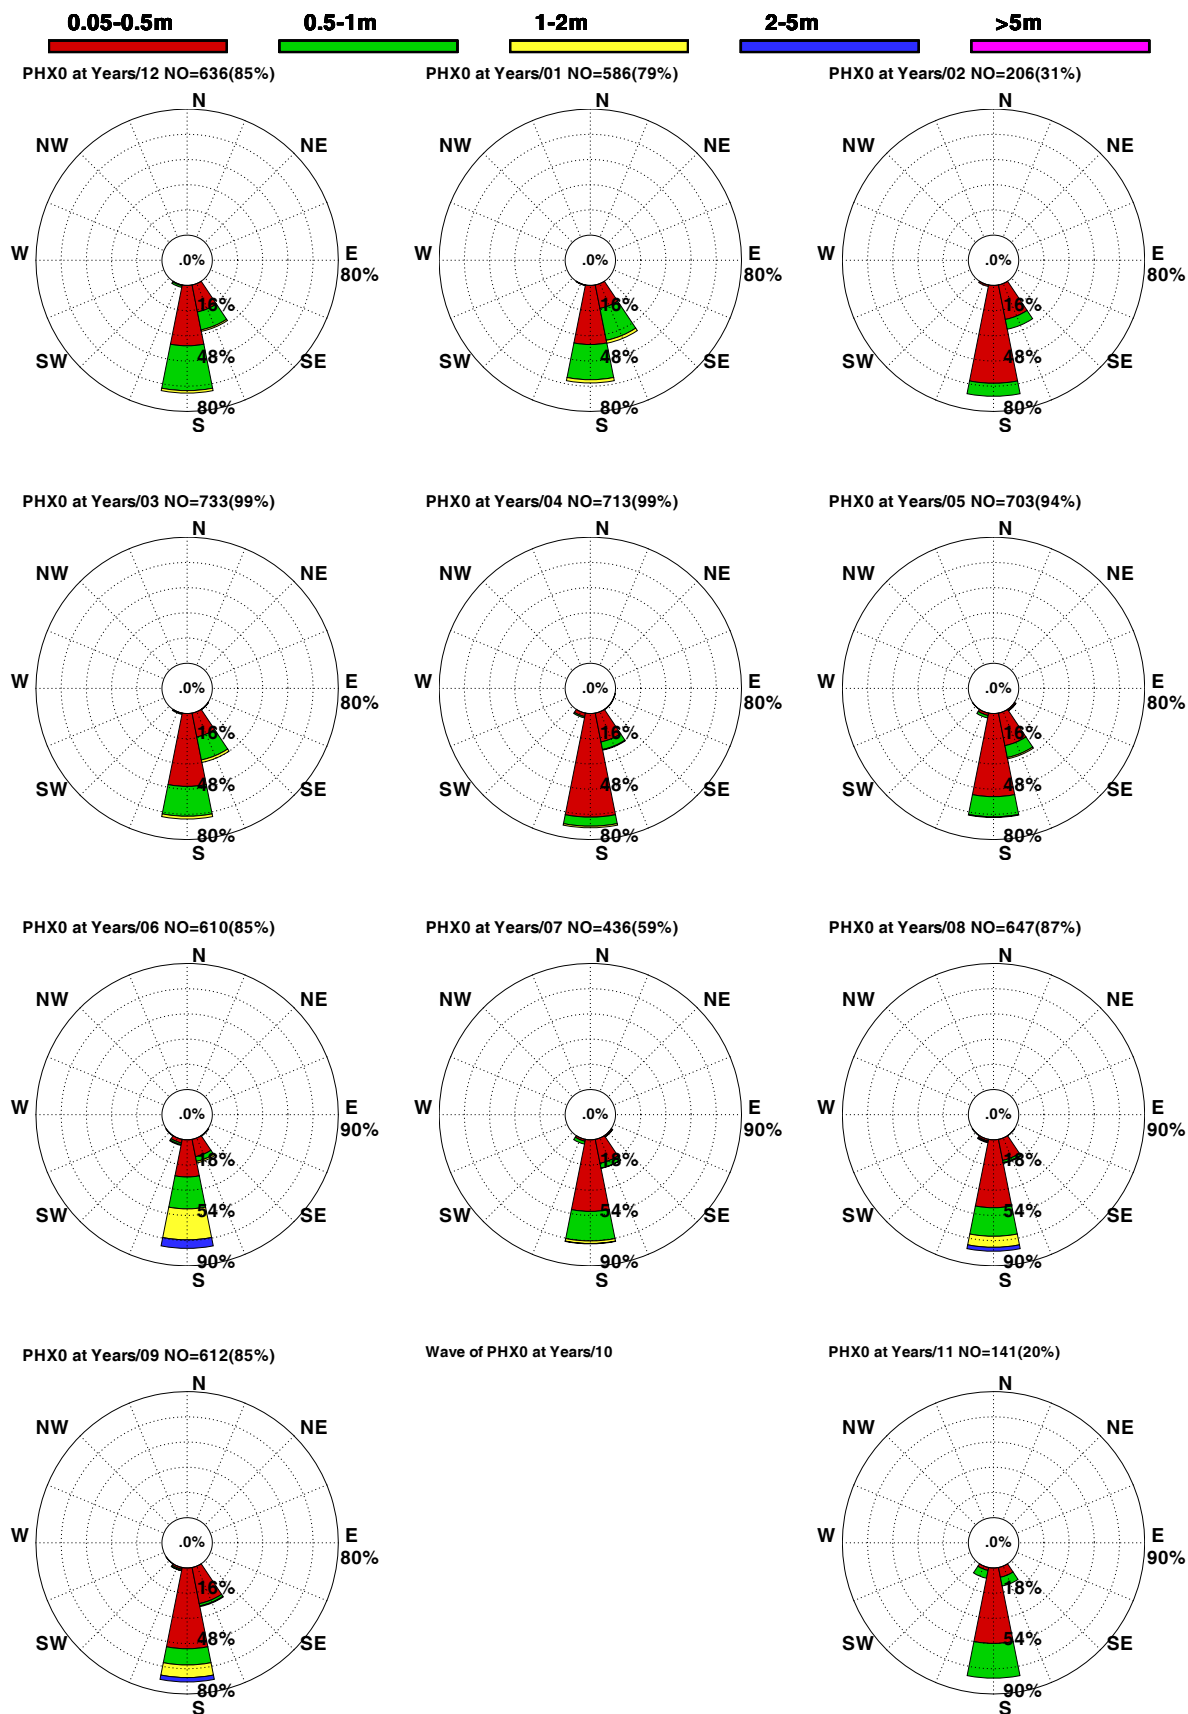 0.05-0.5m 0.5-1m 1-2m 2-5m >5m
PHX0 at Years/12 NO=636(85%) PHX0 at Years/01 NO=586(79%) PHX0 at Years/02 NO=206(31%)
N N N
NW NE NW NE NW NE
W .0% E W .0% E W .0% E
80% 80% 80%
16% 16% 16%
SW 48% SE SW 48% SE SW 48% SE
80% 80% 80%
S S S
PHX0 at Years/03 NO=733(99%) PHX0 at Years/04 NO=713(99%) PHX0 at Years/05 NO=703(94%)
N N N
NW NE NW NE NW NE
W .0% E W .0% E W .0% E
80% 80% 80%
16% 16% 16%
SW 48% SE SW 48% SE SW 48% SE
80% 80% 80%
S S S
PHX0 at Years/06 NO=610(85%) PHX0 at Years/07 NO=436(59%) PHX0 at Years/08 NO=647(87%)
N N N
NW NE NW NE NW NE
W .0% E W .0% E W .0% E
90% 90% 90%
18% 18% 18%
SW 54% SE SW 54% SE SW 54% SE
90% 90% 90%
S S S
PHX0 at Years/09 NO=612(85%) Wave of PHX0 at Years/10 PHX0 at Years/11 NO=141(20%)
N N
NW NE NW NE
W .0% E W .0% E
80% 90%
16% 18%
SW 48% SE SW 54% SE
80% 90%
S S